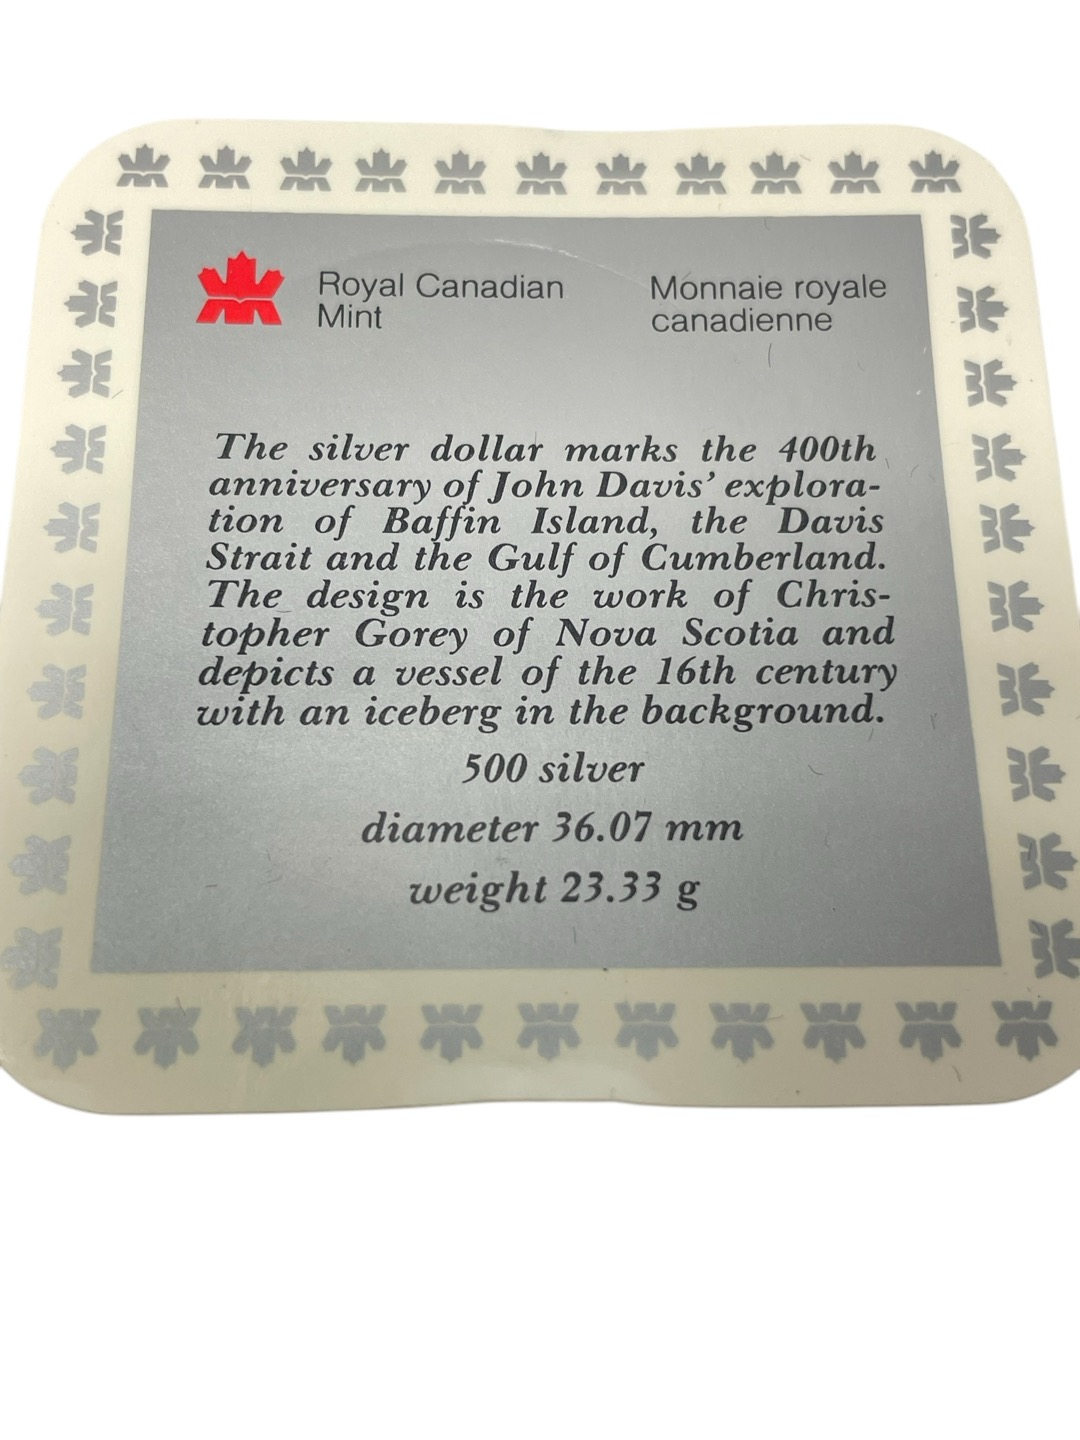 Royal Canadian Mint
Monnaie royale canadienne
The silver dollar marks the 400th
anniversary of John Davis' explora-
tion of Baffin Island, the Davis
Strait and the Gulf of Cumberland.
The design is the work of Chris-
topher Gorey of Nova Scotia and
depicts a vessel of the 16th century
with an iceberg in the background.
500 silver
diameter 36.07 mm
weight 23.33 g